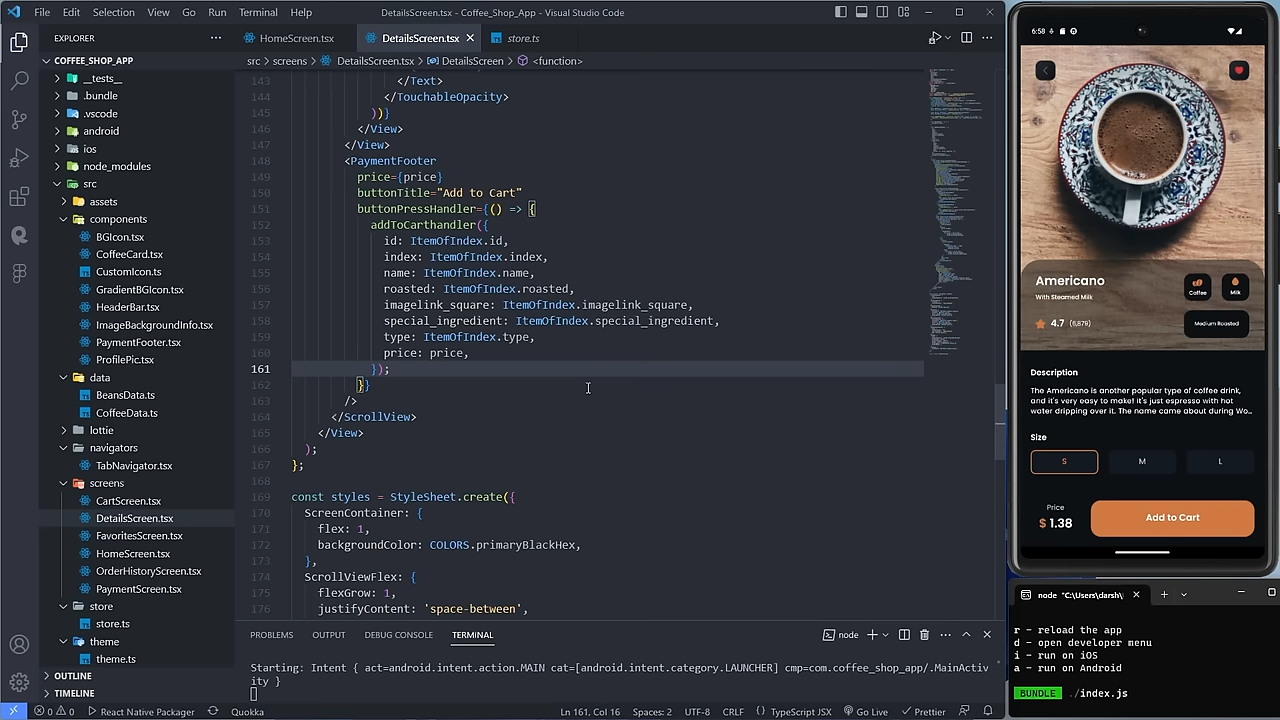 File Edit Selection View Go Run Terminal Help
DetailsScreen.tsx - Coffee_Shop_App - Visual Studio Code
EXPLORER
HomeScreen.tsx
DetailsScreen.tsx
store.ts
COFFEE_SHOP_APP
src > screens > DetailsScreen.tsx > DetailsScreen > <function>
__tests__
.bundle
.vscode
android
ios
node_modules
src
assets
components
BGIcon.tsx
CoffeeCard.tsx
CustomIcon.ts
GradientBGIcon.tsx
HeaderBar.tsx
ImageBackgroundInfo.tsx
PaymentFooter.tsx
ProfilePic.tsx
data
BeansData.ts
CoffeeData.ts
lottie
navigators
TabNavigator.tsx
screens
CartScreen.tsx
DetailsScreen.tsx
FavoritesScreen.tsx
HomeScreen.tsx
OrderHistoryScreen.tsx
PaymentScreen.tsx
store
store.ts
theme
theme.ts
OUTLINE
TIMELINE
143 </Text>
144 </TouchableOpacity>
145 ))}
146 </View>
147 </View>
148 <PaymentFooter
149 price={price}
150 buttonTitle="Add to Cart"
151 buttonPressHandler={() => {
152 addToCarthandler({
153 id: ItemOfIndex.id,
154 index: ItemOfIndex.index,
155 name: ItemOfIndex.name,
156 roasted: ItemOfIndex.roasted,
157 imagelink_square: ItemOfIndex.imagelink_square,
158 special_ingredient: ItemOfIndex.special_ingredient,
159 type: ItemOfIndex.type,
160 price: price,
161 });
162 }}
163 />
164 </ScrollView>
165 </View>
166 );
167 };
168
169 const styles = StyleSheet.create({
170 ScreenContainer: {
171 flex: 1,
172 backgroundColor: COLORS.primaryBlackHex,
173 },
174 ScrollViewFlex: {
175 flexGrow: 1,
176 justifyContent: 'space-between',
PROBLEMS OUTPUT DEBUG CONSOLE TERMINAL
node
Starting: Intent { act=android.intent.action.MAIN cat=[android.intent.category.LAUNCHER] cmp=com.coffee_shop_app/.MainActiv
ity }
0 0 React Native Packager Quokka
Ln 161, Col 16 Spaces: 2 UTF-8 CRLF {} TypeScript JSX Go Live Prettier
6:58
Americano
With Steamed Milk
Coffee
Milk
4.7 (6,879)
Medium Roasted
Description
The Americano is another popular type of coffee drink,
and it's very easy to make! It's just espresso with hot
water dripping over it. The name came about during Wo...
Size
S M L
Price
$ 1.38
Add to Cart
node "C:\Users\darsh\
r - reload the app
d - open developer menu
i - run on iOS
a - run on Android
BUNDLE ./index.js